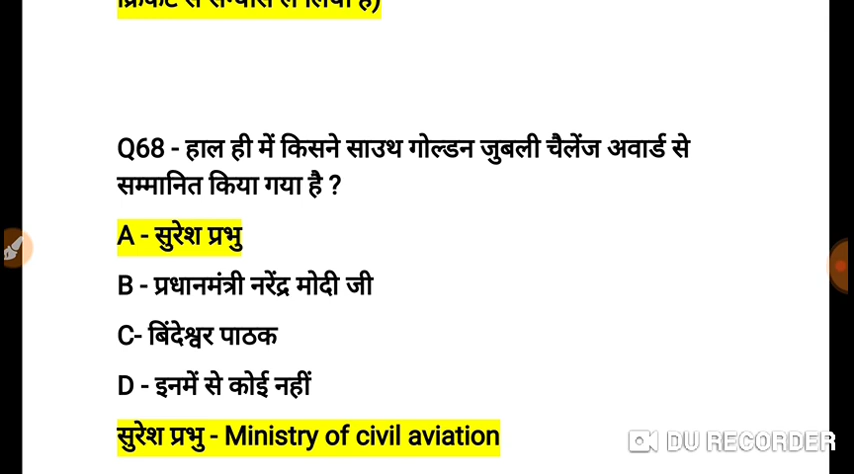 क्रिकेट से सन्यास ले लिया है)
Q68 - हाल ही में किसने साउथ गोल्डन जुबली चैलेंज अवार्ड से
सम्मानित किया गया है ?
A - सुरेश प्रभु
B - प्रधानमंत्री नरेंद्र मोदी जी
C- बिंदेश्वर पाठक
D - इनमें से कोई नहीं
सुरेश प्रभु - Ministry of civil aviation
DU RECORDER